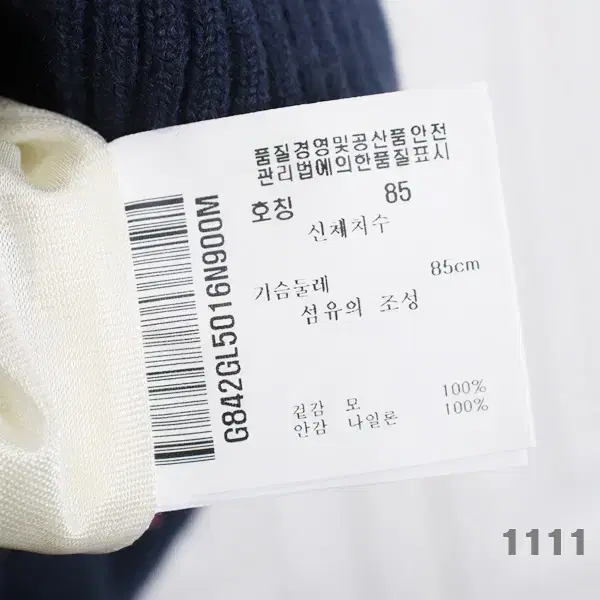 품질경영및공산품안전
관리법에의한품질표시
호칭 85
신체치수
가슴둘레 85cm
섬유의 조성
겉감 모 100%
안감 나일론 100%
G842GL5016N900M
1111